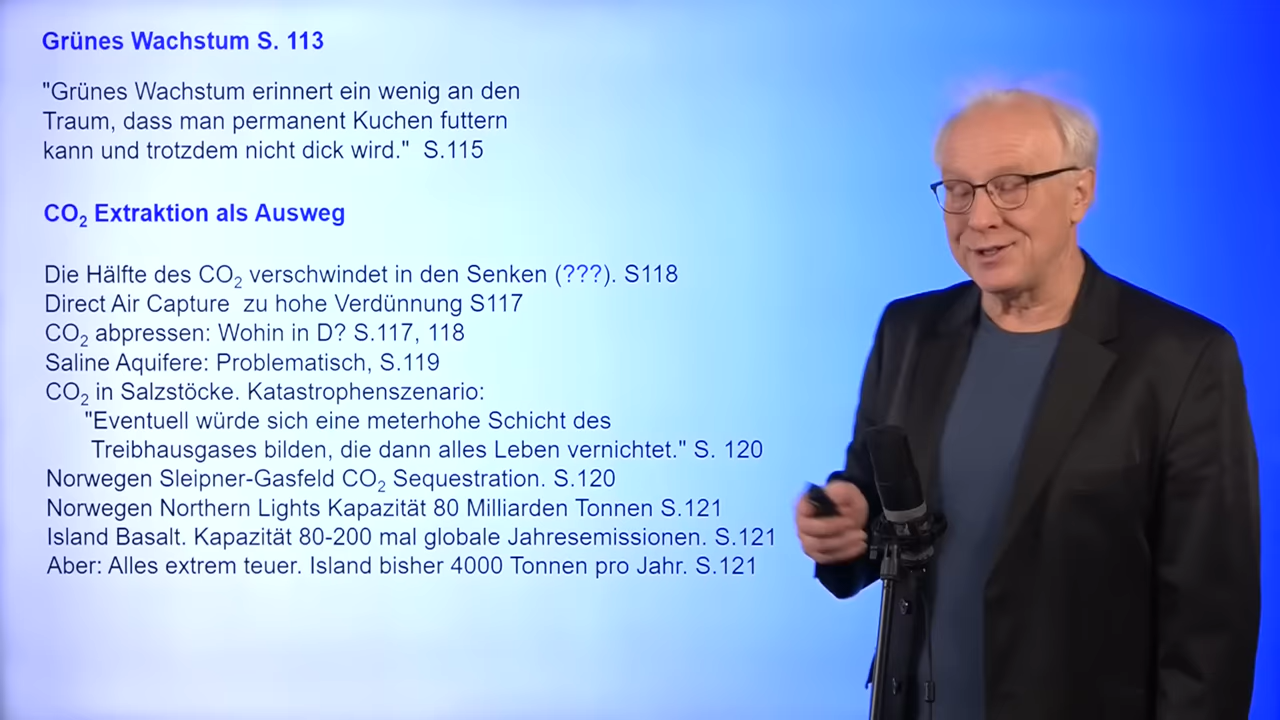 Grünes Wachstum S. 113
"Grünes Wachstum erinnert ein wenig an den
Traum, dass man permanent Kuchen futtern
kann und trotzdem nicht dick wird."  S.115
CO₂ Extraktion als Ausweg
Die Hälfte des CO₂ verschwindet in den Senken (???). S118
Direct Air Capture  zu hohe Verdünnung S117
CO₂ abpressen: Wohin in D? S.117, 118
Saline Aquifere: Problematisch, S.119
CO₂ in Salzstöcke. Katastrophenszenario:
"Eventuell würde sich eine meterhohe Schicht des
Treibhausgases bilden, die dann alles Leben vernichtet." S. 120
Norwegen Sleipner-Gasfeld CO₂ Sequestration. S.120
Norwegen Northern Lights Kapazität 80 Milliarden Tonnen S.121
Island Basalt. Kapazität 80-200 mal globale Jahresemissionen. S.121
Aber: Alles extrem teuer. Island bisher 4000 Tonnen pro Jahr. S.121